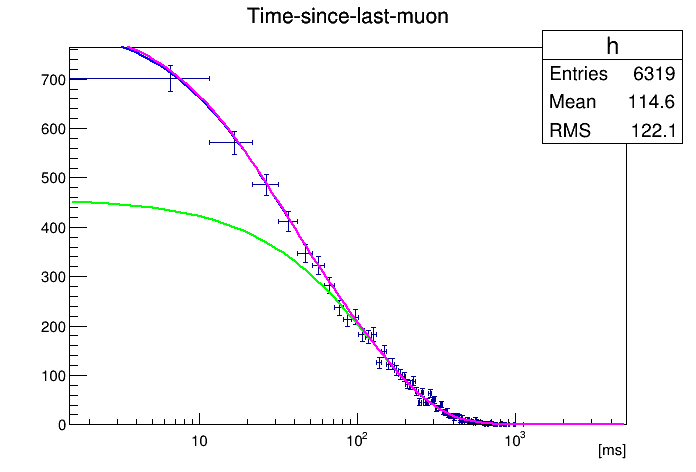 Time-since-last-muon
h
Entries 6319
Mean 114.6
RMS 122.1
700
600
500
400
300
200
100
0
10 10² 10³
[ms]